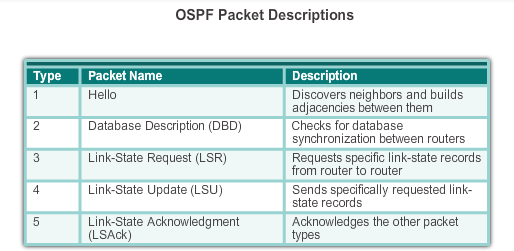 OSPF Packet Descriptions
Type Packet Name Description
1 Hello Discovers neighbors and builds
adjacencies between them
2 Database Description (DBD) Checks for database
synchronization between routers
3 Link-State Request (LSR) Requests specific link-state records
from router to router
4 Link-State Update (LSU) Sends specifically requested link-
state records
5 Link-State Acknowledgment
(LSAck)
Acknowledges the other packet
types